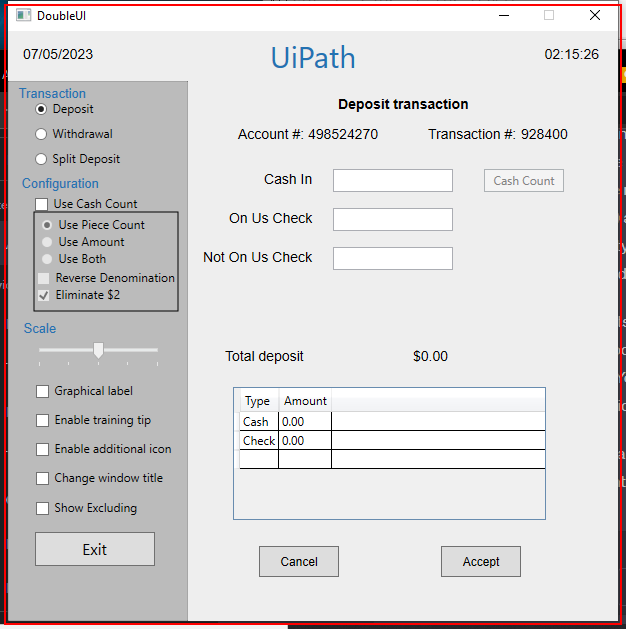 DoubleUI
07/05/2023
UiPath
02:15:26
Transaction
Deposit
Withdrawal
Split Deposit
Configuration
Use Cash Count
Use Piece Count
Use Amount
Use Both
Reverse Denomination
Eliminate $2
Scale
Graphical label
Enable training tip
Enable additional icon
Change window title
Show Excluding
Exit
Deposit transaction
Account #: 498524270 Transaction #: 928400
Cash In Cash Count
On Us Check
Not On Us Check
Total deposit $0.00
Type Amount
Cash 0.00
Check 0.00
Cancel Accept